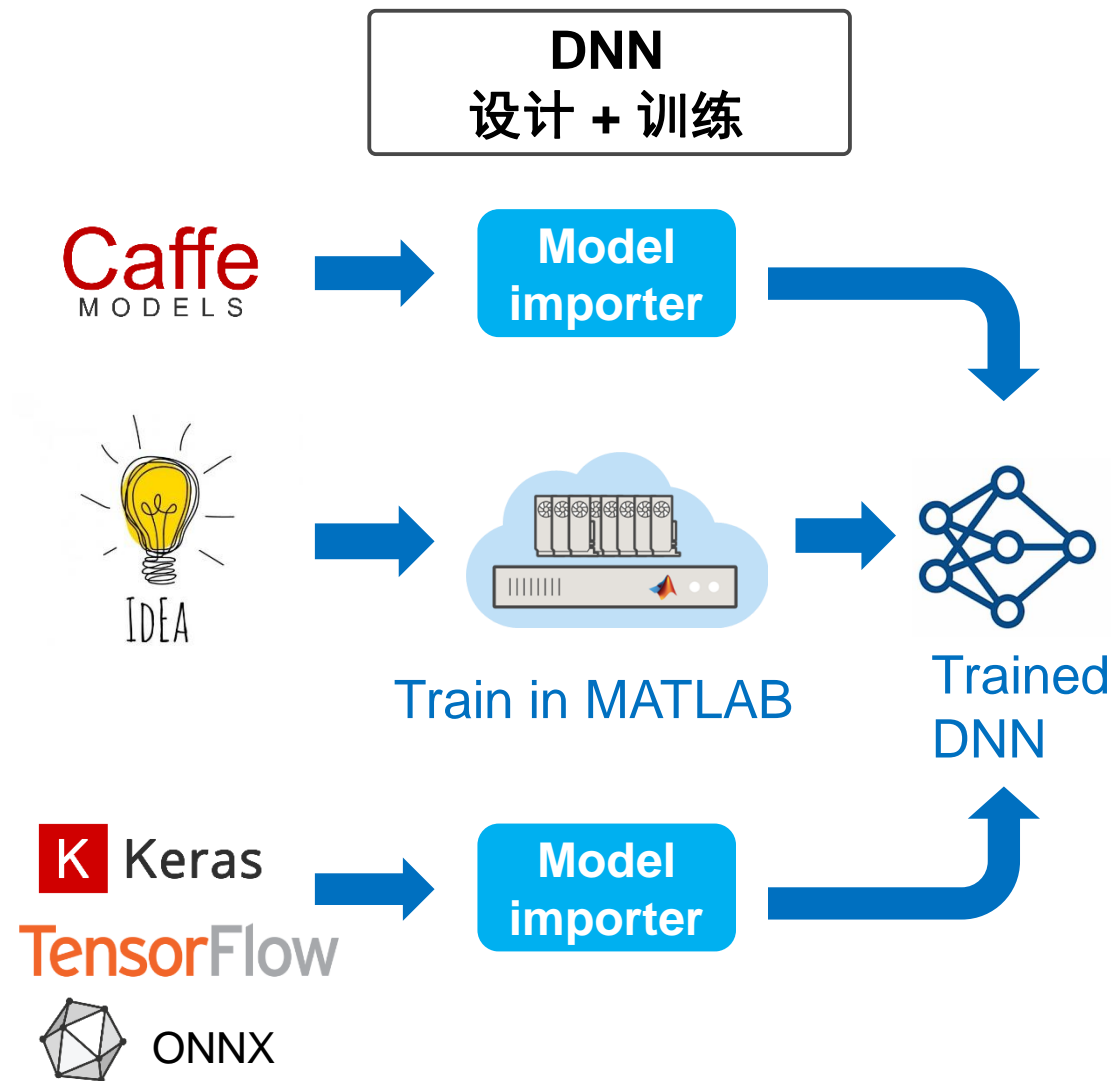 DNN
设计 + 训练
Caffe
MODELS
Model
importer
IDEA
Train in MATLAB
Trained
DNN
K Keras
TensorFlow
ONNX
Model
importer